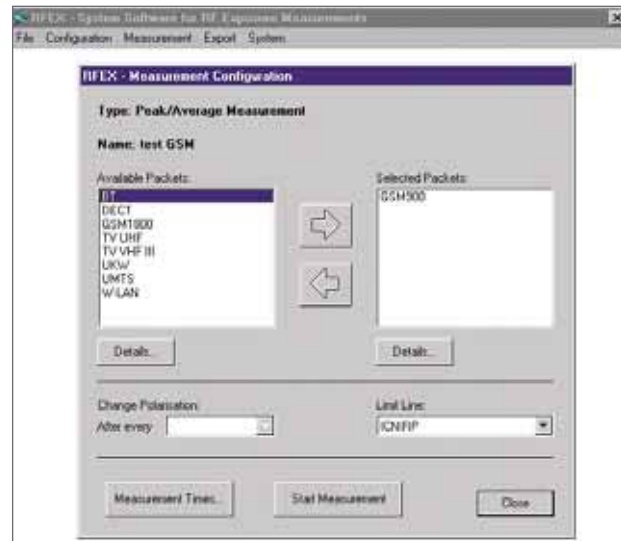 RFEX - System Software for RF Exposure Measurements
File Configuration Measurement Export System
RFEX - Measurement Configuration
Type: Peak/Average Measurement
Name: test GSM
Available Packets:
Selected Packets:
BT
DECT
GSM1800
TV UHF
TV VHF III
UKW
UMTS
W-LAN
GSM900
Details...
Details...
Change Polarisation:
After every
Limit Line:
ICNIRP
Measurement Times...
Start Measurement
Close